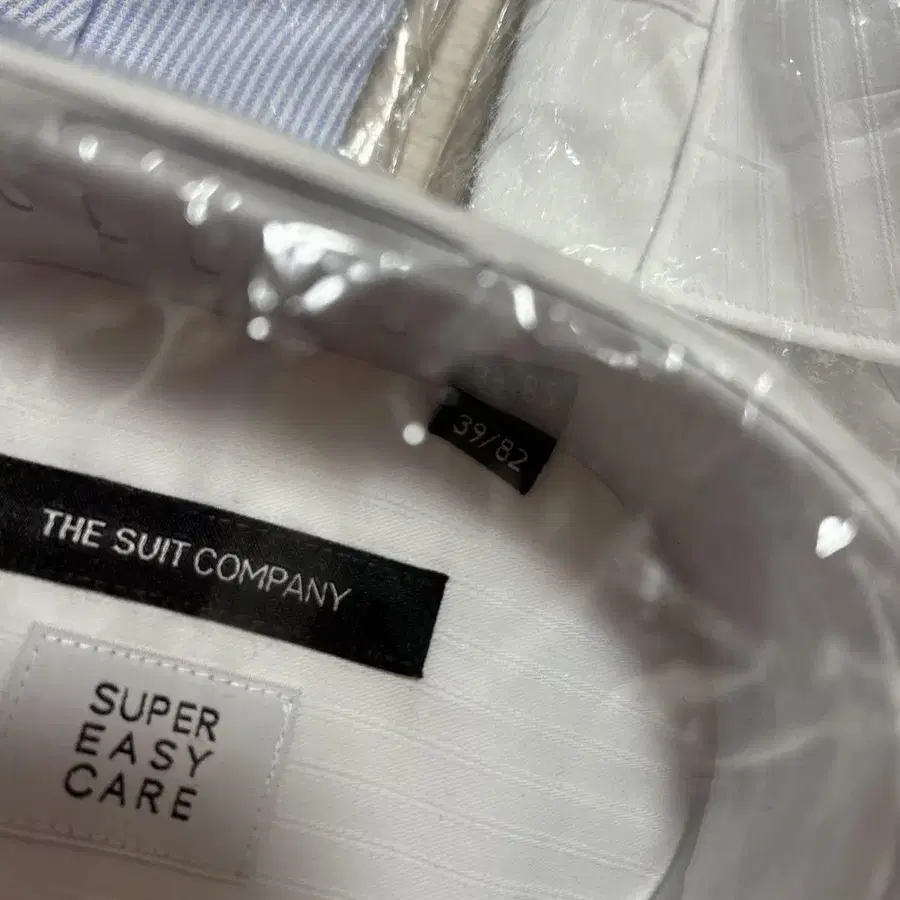 39/82
THE SUIT COMPANY
SUPER
EASY
CARE